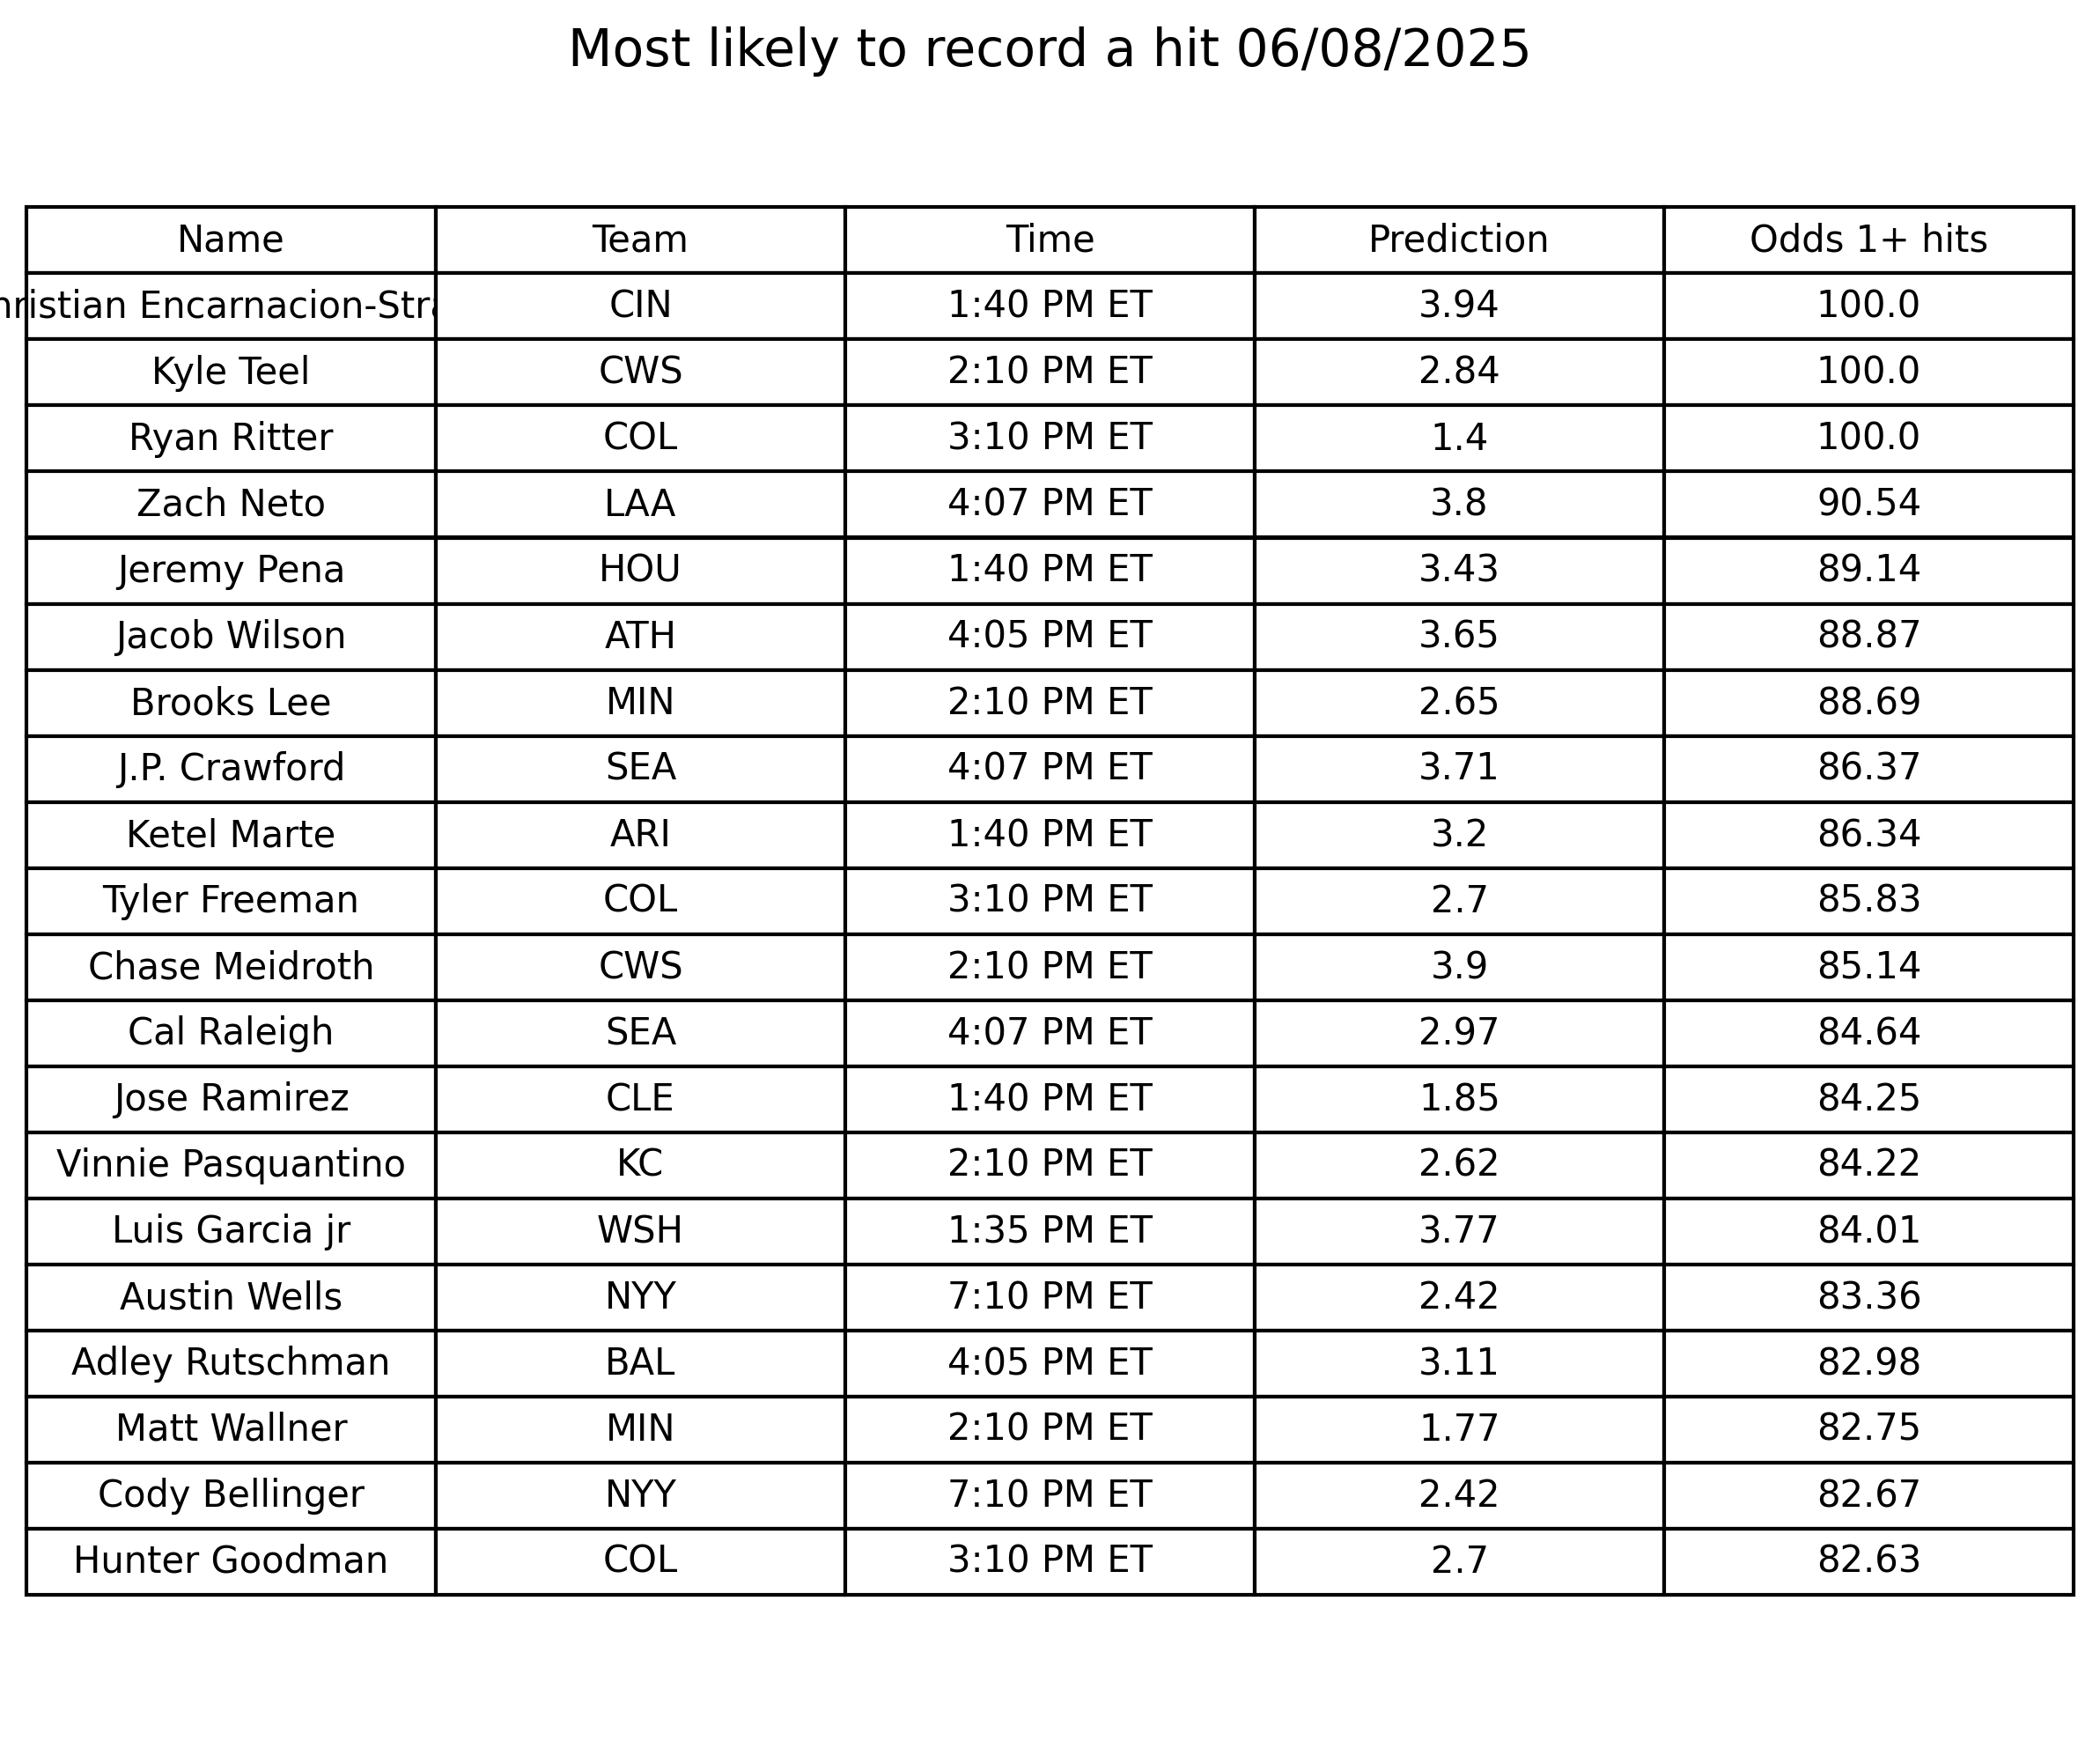 Most likely to record a hit 06/08/2025
Name Team Time Prediction Odds 1+ hits
hristian Encarnacion-Stra CIN 1:40 PM ET 3.94 100.0
Kyle Teel CWS 2:10 PM ET 2.84 100.0
Ryan Ritter COL 3:10 PM ET 1.4 100.0
Zach Neto LAA 4:07 PM ET 3.8 90.54
Jeremy Pena HOU 1:40 PM ET 3.43 89.14
Jacob Wilson ATH 4:05 PM ET 3.65 88.87
Brooks Lee MIN 2:10 PM ET 2.65 88.69
J.P. Crawford SEA 4:07 PM ET 3.71 86.37
Ketel Marte ARI 1:40 PM ET 3.2 86.34
Tyler Freeman COL 3:10 PM ET 2.7 85.83
Chase Meidroth CWS 2:10 PM ET 3.9 85.14
Cal Raleigh SEA 4:07 PM ET 2.97 84.64
Jose Ramirez CLE 1:40 PM ET 1.85 84.25
Vinnie Pasquantino KC 2:10 PM ET 2.62 84.22
Luis Garcia jr WSH 1:35 PM ET 3.77 84.01
Austin Wells NYY 7:10 PM ET 2.42 83.36
Adley Rutschman BAL 4:05 PM ET 3.11 82.98
Matt Wallner MIN 2:10 PM ET 1.77 82.75
Cody Bellinger NYY 7:10 PM ET 2.42 82.67
Hunter Goodman COL 3:10 PM ET 2.7 82.63